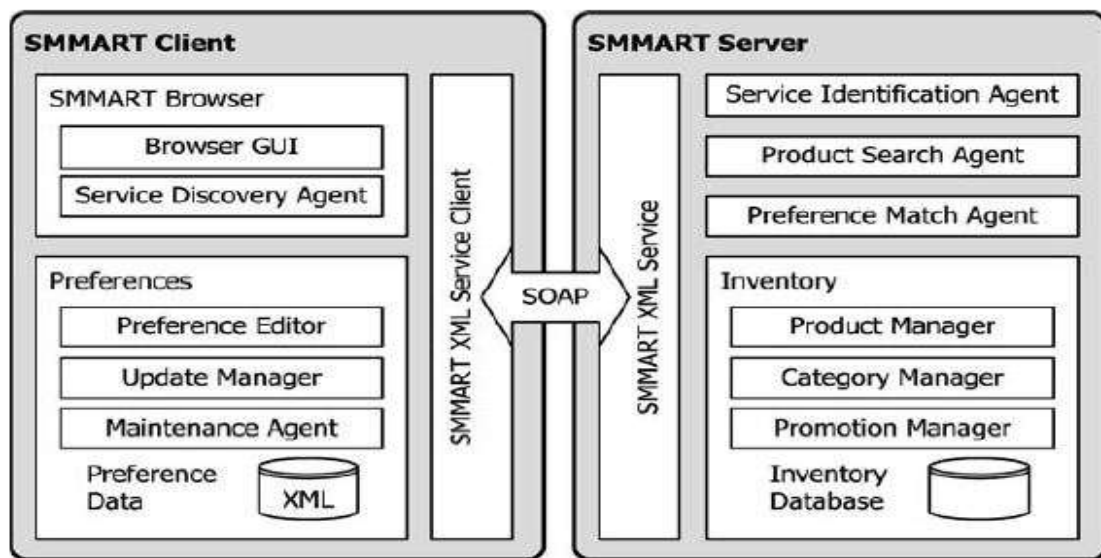 SMMART Client
SMMART Browser
Browser GUI
Service Discovery Agent
Preferences
Preference Editor
Update Manager
Maintenance Agent
Preference
Data
XML
SMMART XML Service Client
SOAP
SMMART Server
SMMART XML Service
Service Identification Agent
Product Search Agent
Preference Match Agent
Inventory
Product Manager
Category Manager
Promotion Manager
Inventory
Database